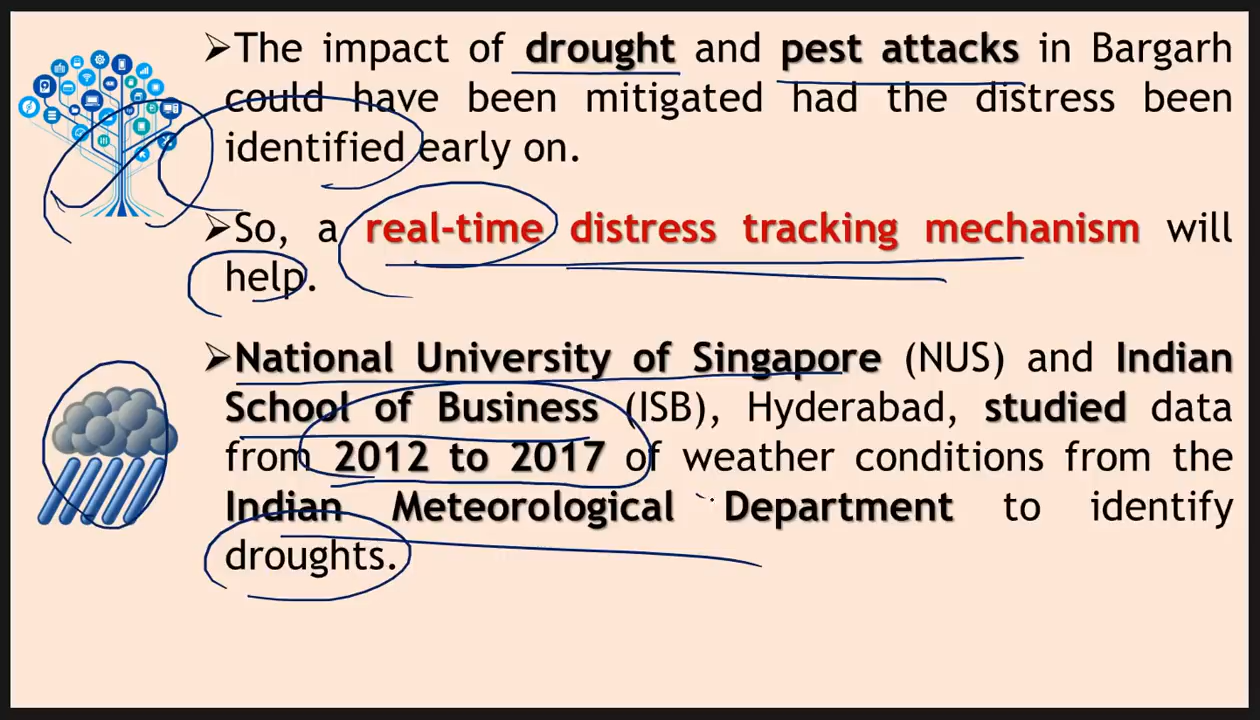 ➢The impact of drought and pest attacks in Bargarh
could have been mitigated had the distress been
identified early on.
➢So, a real-time distress tracking mechanism will
help.
➢National University of Singapore (NUS) and Indian
School of Business (ISB), Hyderabad, studied data
from 2012 to 2017 of weather conditions from the
Indian Meteorological Department to identify
droughts.